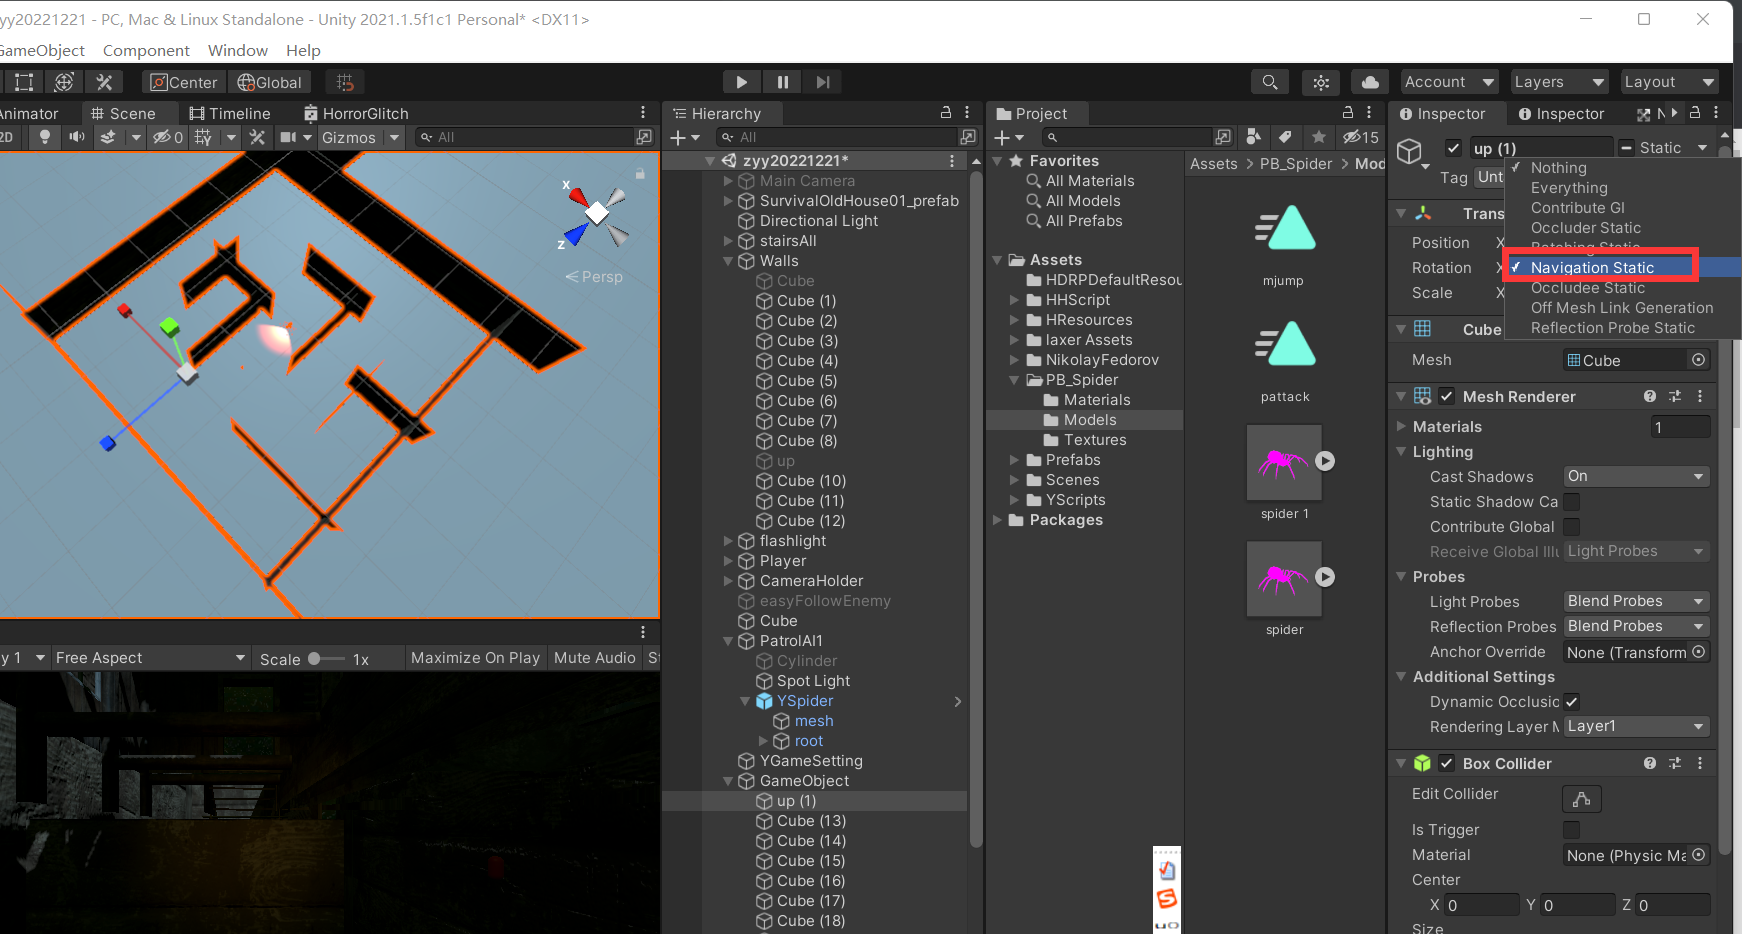 yy20221221 - PC, Mac & Linux Standalone - Unity 2021.1.5f1c1 Personal* <DX11>
GameObject Component Window Help
Center Global Account Layers Layout
Animator Scene Timeline HorrorGlitch
2D 0 Gizmos All
x
z
Persp
y 1 Free Aspect Scale 1x Maximize On Play Mute Audio St
Hierarchy
All
zyy20221221*
Main Camera
SurvivalOldHouse01_prefab
Directional Light
stairsAll
Walls
Cube
Cube (1)
Cube (2)
Cube (3)
Cube (4)
Cube (5)
Cube (6)
Cube (7)
Cube (8)
up
Cube (10)
Cube (11)
Cube (12)
flashlight
Player
CameraHolder
easyFollowEnemy
Cube
PatrolAI1
Cylinder
Spot Light
YSpider
mesh
root
YGameSetting
GameObject
up (1)
Cube (13)
Cube (14)
Cube (15)
Cube (16)
Cube (17)
Cube (18)
Project
15
Favorites
All Materials
All Models
All Prefabs
Assets
HDRPDefaultResou
HHScript
HResources
laxer Assets
NikolayFedorov
PB_Spider
Materials
Models
Textures
Prefabs
Scenes
YScripts
Packages
Assets > PB_Spider > Mod
mjump
pattack
spider 1
spider
Inspector Inspector N
up (1) Static
Tag Unt
Nothing
Everything
Contribute GI
Occluder Static
Batching Static
Navigation Static
Occludee Static
Off Mesh Link Generation
Reflection Probe Static
Trans
Position X
Rotation X
Scale X
Cube
Mesh Cube
Mesh Renderer
Materials 1
Lighting
Cast Shadows On
Static Shadow Ca
Contribute Global
Receive Global Illu Light Probes
Probes
Light Probes Blend Probes
Reflection Probes Blend Probes
Anchor Override None (Transform
Additional Settings
Dynamic Occlusic
Rendering Layer M Layer1
Box Collider
Edit Collider
Is Trigger
Material None (Physic Ma
Center
X 0 Y 0 Z 0
Size